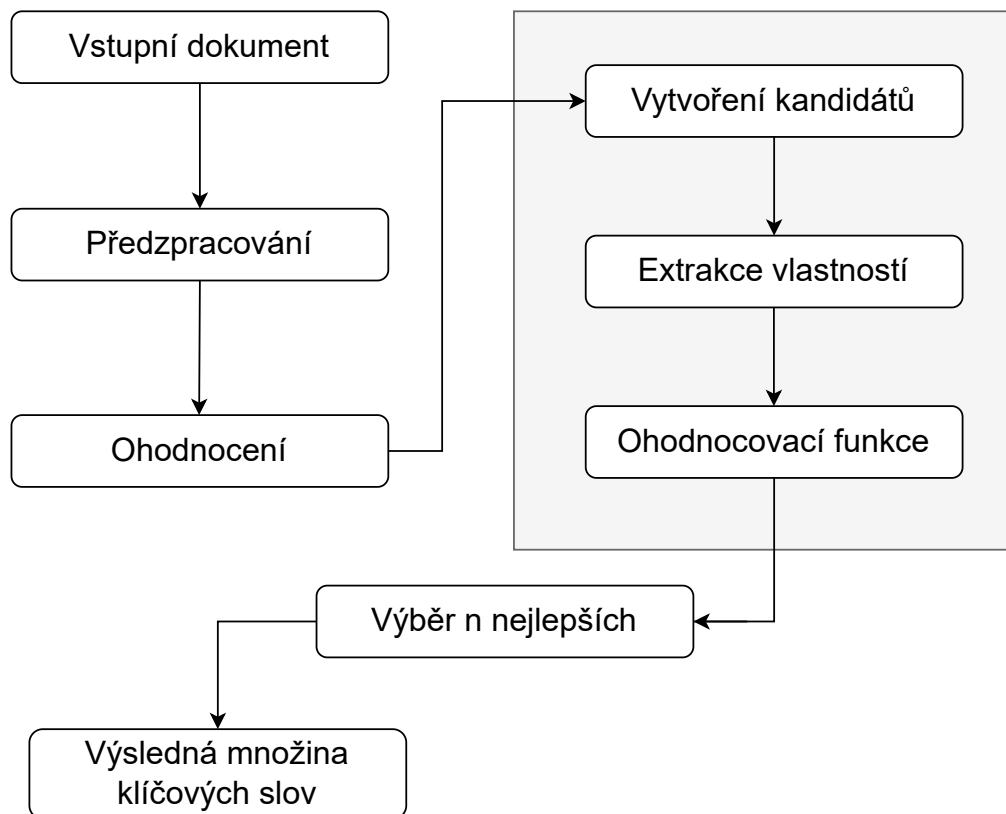 Vstupní dokument
Předzpracování
Ohodnocení
Vytvoření kandidátů
Extrakce vlastností
Ohodnocovací funkce
Výběr n nejlepších
Výsledná množina
klíčových slov